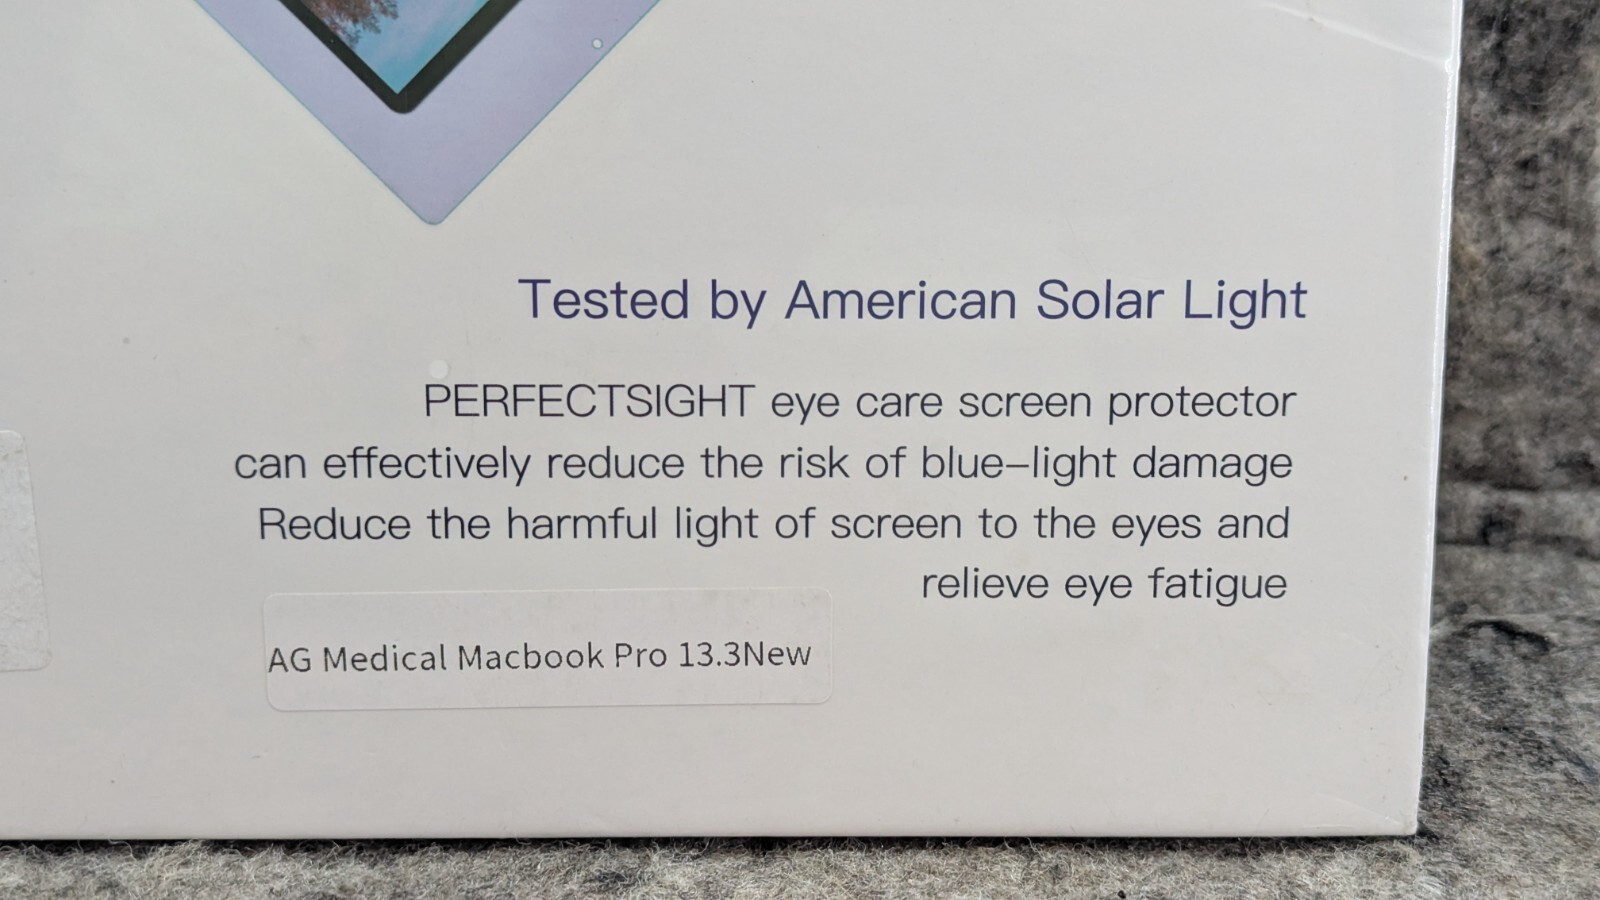 Tested by American Solar Light
PERFECTSIGHT eye care screen protector
can effectively reduce the risk of blue-light damage
Reduce the harmful light of screen to the eyes and
relieve eye fatigue
AG Medical Macbook Pro 13.3New